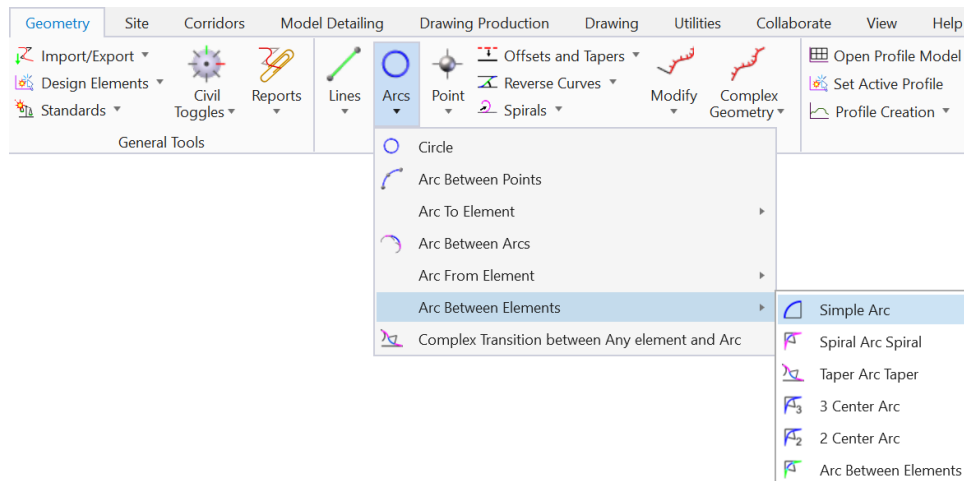 Geometry Site Corridors Model Detailing Drawing Production Drawing Utilities Collaborate View Help
Import/Export
Design Elements
Standards
Civil
Toggles
Reports
General Tools
Lines
Arcs
Point
Offsets and Tapers
Reverse Curves
Spirals
Modify
Complex
Geometry
Open Profile Model
Set Active Profile
Profile Creation
Circle
Arc Between Points
Arc To Element
Arc Between Arcs
Arc From Element
Arc Between Elements
Complex Transition between Any element and Arc
Simple Arc
Spiral Arc Spiral
Taper Arc Taper
3 Center Arc
2 Center Arc
Arc Between Elements